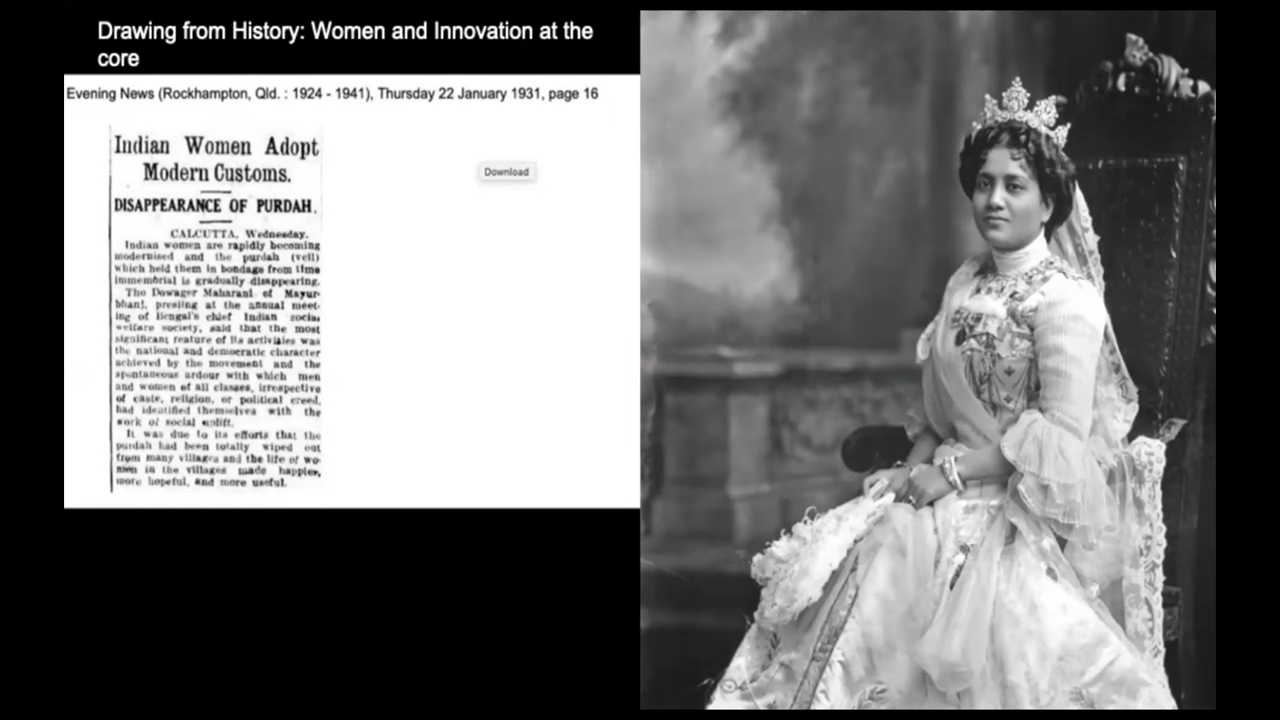 Drawing from History: Women and Innovation at the
core
Evening News (Rockhampton, Qld. : 1924 - 1941), Thursday 22 January 1931, page 16
Indian Women Adopt
Modern Customs.
DISAPPEARANCE OF PURDAH.
CALCUTTA, Wednesday.
Indian women are rapidly becoming
modernised and the purdah (veil)
which held them in bondage from time
immembrial is gradually disappearing.
The Dowager Maharani of Mayur-
bhanj, presiing at the annual meet-
ing of Bengal's chief Indian social
welfare society, said that the most
significant feature of its activities was
the national and democratic character
achieved by the movement and the
spontaneous ardour with which men
and women of all classes, irrespective
of caste, religion, or political creed,
had identified themselves with the
work of social uplift.
It was due to its efforts that the
purdah had been totally wiped out
from many villages and the life of wo-
men in the villages made happier,
more hopeful, and more useful.
Download